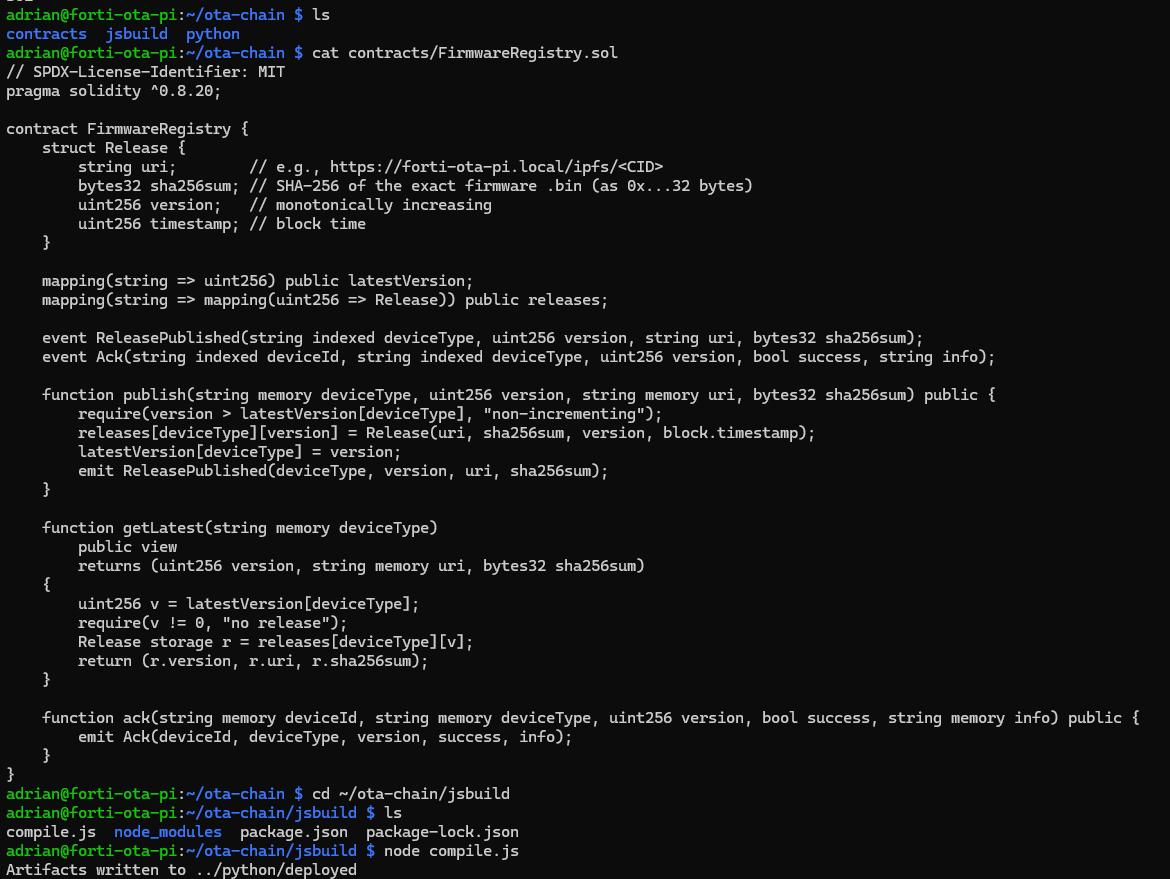 adrian@forti-ota-pi:~/ota-chain $ ls
contracts  jsbuild  python
adrian@forti-ota-pi:~/ota-chain $ cat contracts/FirmwareRegistry.sol
// SPDX-License-Identifier: MIT
pragma solidity ^0.8.20;

contract FirmwareRegistry {
    struct Release {
        string uri;        // e.g., https://forti-ota-pi.local/ipfs/<CID>
        bytes32 sha256sum; // SHA-256 of the exact firmware .bin (as 0x...32 bytes)
        uint256 version;   // monotonically increasing
        uint256 timestamp; // block time
    }

    mapping(string => uint256) public latestVersion;
    mapping(string => mapping(uint256 => Release)) public releases;

    event ReleasePublished(string indexed deviceType, uint256 version, string uri, bytes32 sha256sum);
    event Ack(string indexed deviceId, string indexed deviceType, uint256 version, bool success, string info);

    function publish(string memory deviceType, uint256 version, string memory uri, bytes32 sha256sum) public {
        require(version > latestVersion[deviceType], "non-incrementing");
        releases[deviceType][version] = Release(uri, sha256sum, version, block.timestamp);
        latestVersion[deviceType] = version;
        emit ReleasePublished(deviceType, version, uri, sha256sum);
    }

    function getLatest(string memory deviceType)
        public view
        returns (uint256 version, string memory uri, bytes32 sha256sum)
    {
        uint256 v = latestVersion[deviceType];
        require(v != 0, "no release");
        Release storage r = releases[deviceType][v];
        return (r.version, r.uri, r.sha256sum);
    }

    function ack(string memory deviceId, string memory deviceType, uint256 version, bool success, string memory info) public {
        emit Ack(deviceId, deviceType, version, success, info);
    }
}
adrian@forti-ota-pi:~/ota-chain $ cd ~/ota-chain/jsbuild
adrian@forti-ota-pi:~/ota-chain/jsbuild $ ls
compile.js  node_modules  package.json  package-lock.json
adrian@forti-ota-pi:~/ota-chain/jsbuild $ node compile.js
Artifacts written to ../python/deployed